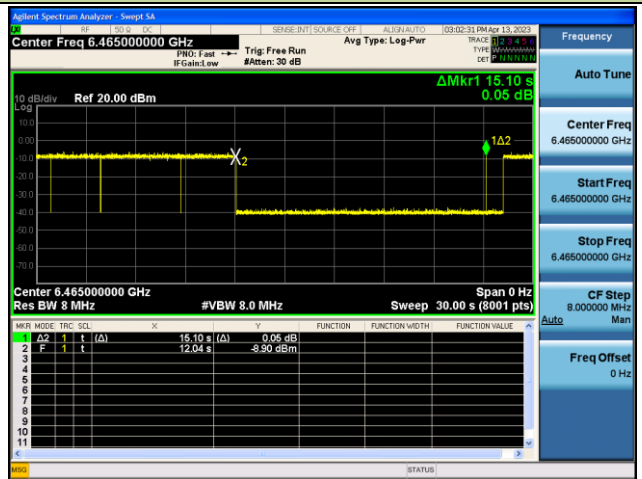 Agilent Spectrum Analyzer - Swept SA
RF 50 Ω DC SENSE:INT SOURCE OFF ALIGNAUTO 03:02:31 PM Apr 13, 2023
Center Freq 6.465000000 GHz
PNO: Fast
IFGain:Low
Trig: Free Run
#Atten: 30 dB
Avg Type: Log-Pwr
TRACE 1 2 3 4 5 6
TYPE
DET P N N N N N
ΔMkr1 15.10 s
0.05 dB
10 dB/div Ref 20.00 dBm
Log
10.0
0.00
-10.0
-20.0
-30.0
-40.0
-50.0
-60.0
-70.0
1Δ2
2
Center 6.465000000 GHz Span 0 Hz
Res BW 8 MHz #VBW 8.0 MHz Sweep 30.00 s (8001 pts)
MKR MODE TRC SCL X Y FUNCTION FUNCTION WIDTH FUNCTION VALUE
1 Δ2 1 t (Δ) 15.10 s (Δ) 0.05 dB
2 F 1 t 12.04 s -8.90 dBm
3
4
5
6
7
8
9
10
11
MSG STATUS
Frequency
Auto Tune
Center Freq
6.465000000 GHz
Start Freq
6.465000000 GHz
Stop Freq
6.465000000 GHz
CF Step
8.000000 MHz
Auto Man
Freq Offset
0 Hz